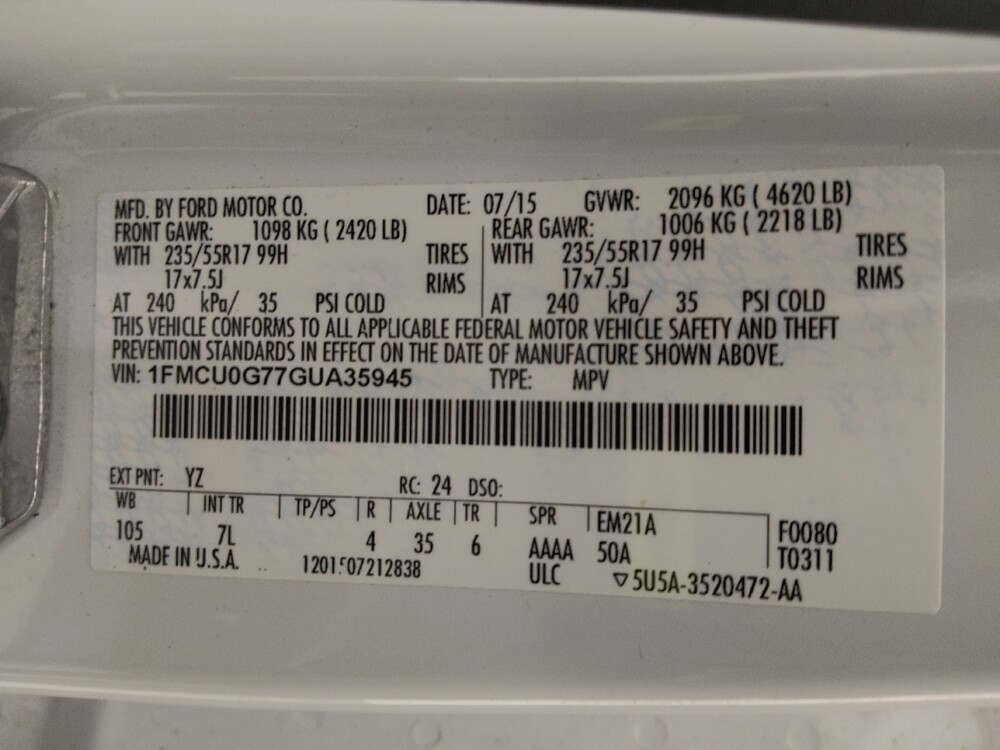 MFD. BY FORD MOTOR CO. DATE: 07/15 GVWR: 2096 KG ( 4620 LB)
FRONT GAWR: 1098 KG ( 2420 LB) REAR GAWR: 1006 KG ( 2218 LB)
WITH 235/55R17 99H TIRES WITH 235/55R17 99H TIRES
17x7.5J RIMS 17x7.5J RIMS
AT 240 kPa/ 35 PSI COLD AT 240 kPa/ 35 PSI COLD
THIS VEHICLE CONFORMS TO ALL APPLICABLE FEDERAL MOTOR VEHICLE SAFETY AND THEFT
PREVENTION STANDARDS IN EFFECT ON THE DATE OF MANUFACTURE SHOWN ABOVE.
VIN: 1FMCU0G77GUA35945 TYPE: MPV
EXT PNT: YZ RC: 24 DSO:
WB INT TR TP/PS R AXLE TR SPR EM21A F0080
105 7L 4 35 6 AAAA 50A T0311
MADE IN U.S.A. 1201507212838 ULC ▽5U5A-3520472-AA